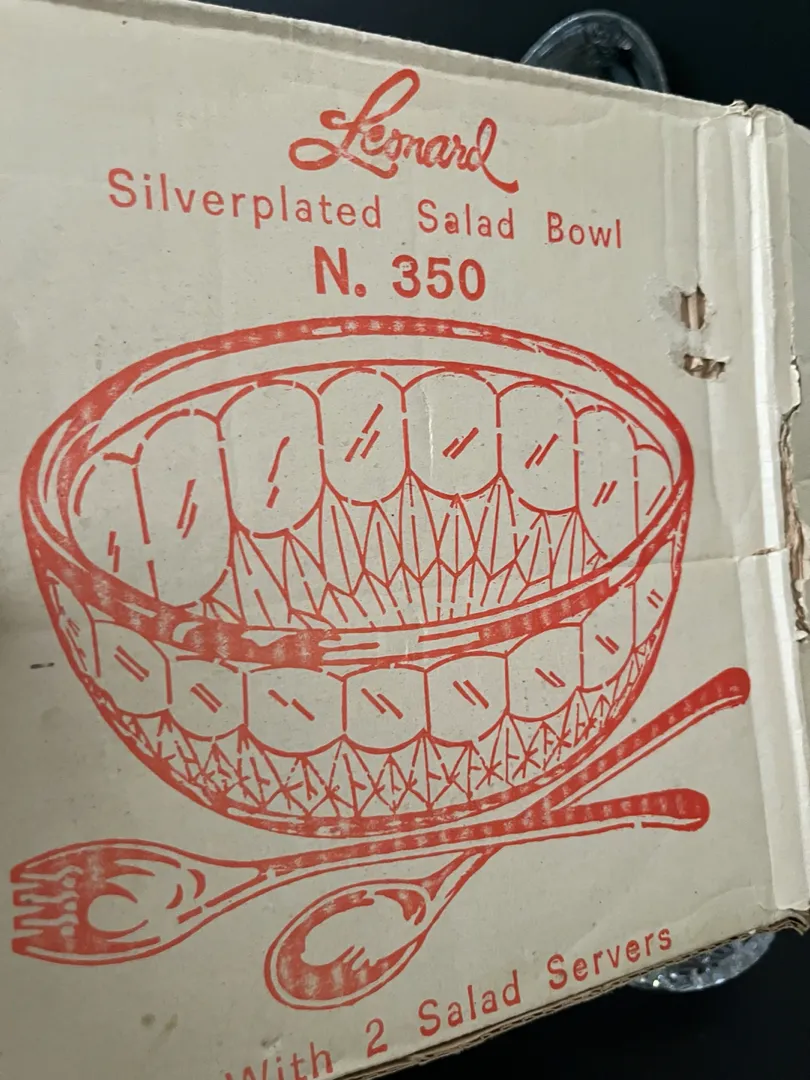 Leonard
Silverplated Salad Bowl
N. 350
With 2 Salad Servers